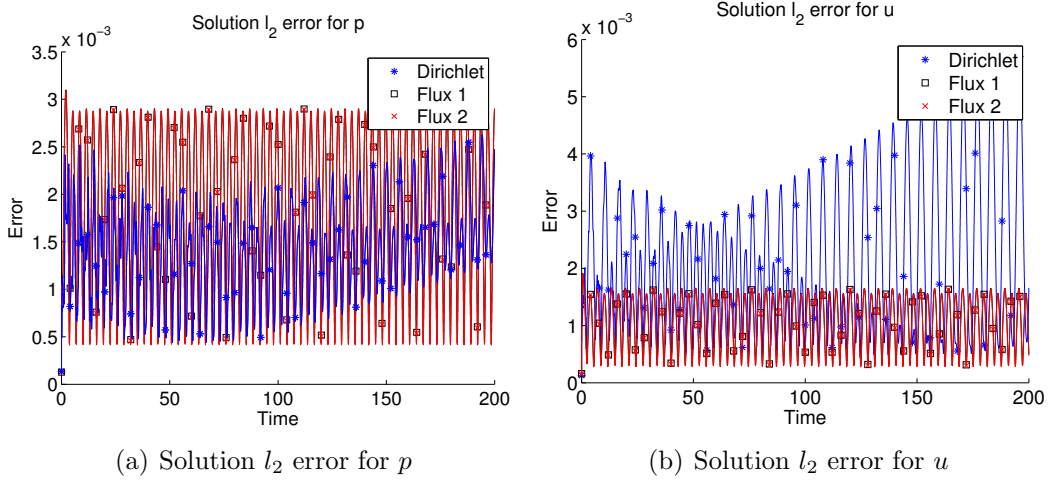 Solution l₂ error for p
x 10⁻³
3.5
3
2.5
2
1.5
1
0.5
0
Error
0
50
100
150
200
Time
Dirichlet
Flux 1
Flux 2
(a) Solution l₂ error for p
Solution l₂ error for u
x 10⁻³
6
5
4
3
2
1
0
Error
0
50
100
150
200
Time
Dirichlet
Flux 1
Flux 2
(b) Solution l₂ error for u